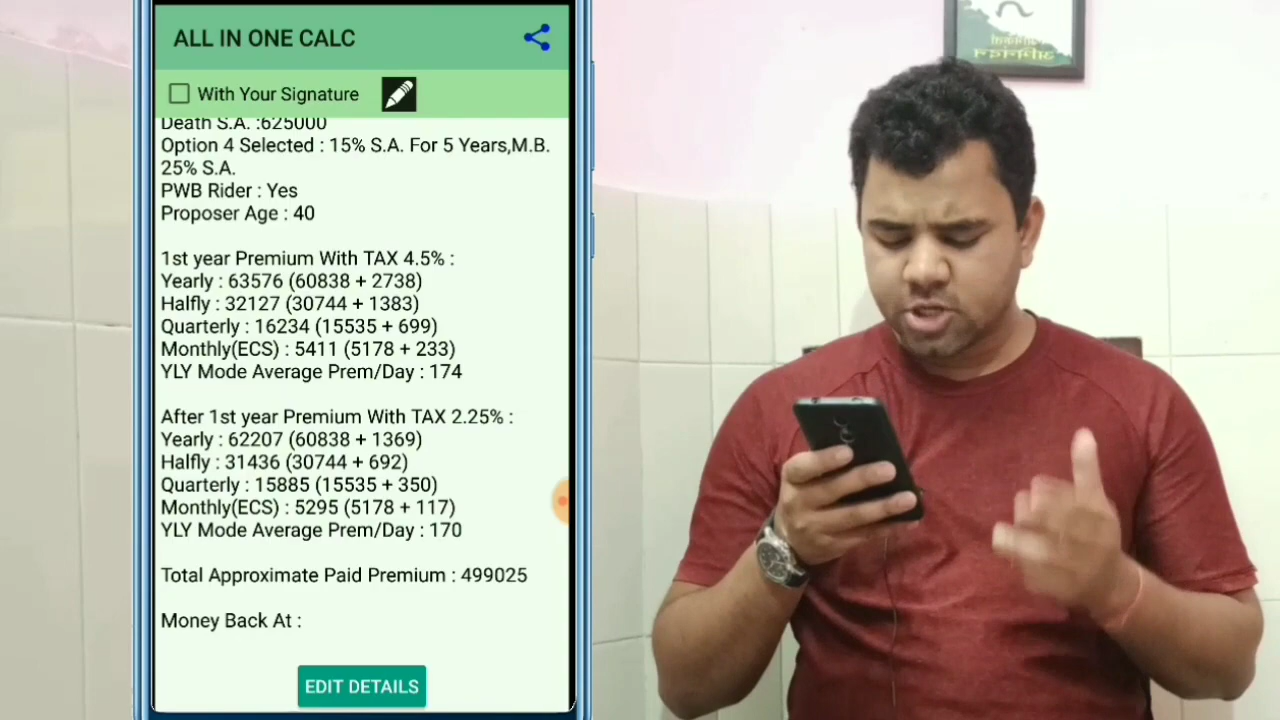 ALL IN ONE CALC
With Your Signature
Death S.A. :625000
Option 4 Selected : 15% S.A. For 5 Years,M.B.
25% S.A.
PWB Rider : Yes
Proposer Age : 40
1st year Premium With TAX 4.5% :
Yearly : 63576 (60838 + 2738)
Halfly : 32127 (30744 + 1383)
Quarterly : 16234 (15535 + 699)
Monthly(ECS) : 5411 (5178 + 233)
YLY Mode Average Prem/Day : 174
After 1st year Premium With TAX 2.25% :
Yearly : 62207 (60838 + 1369)
Halfly : 31436 (30744 + 692)
Quarterly : 15885 (15535 + 350)
Monthly(ECS) : 5295 (5178 + 117)
YLY Mode Average Prem/Day : 170
Total Approximate Paid Premium : 499025
Money Back At :
EDIT DETAILS